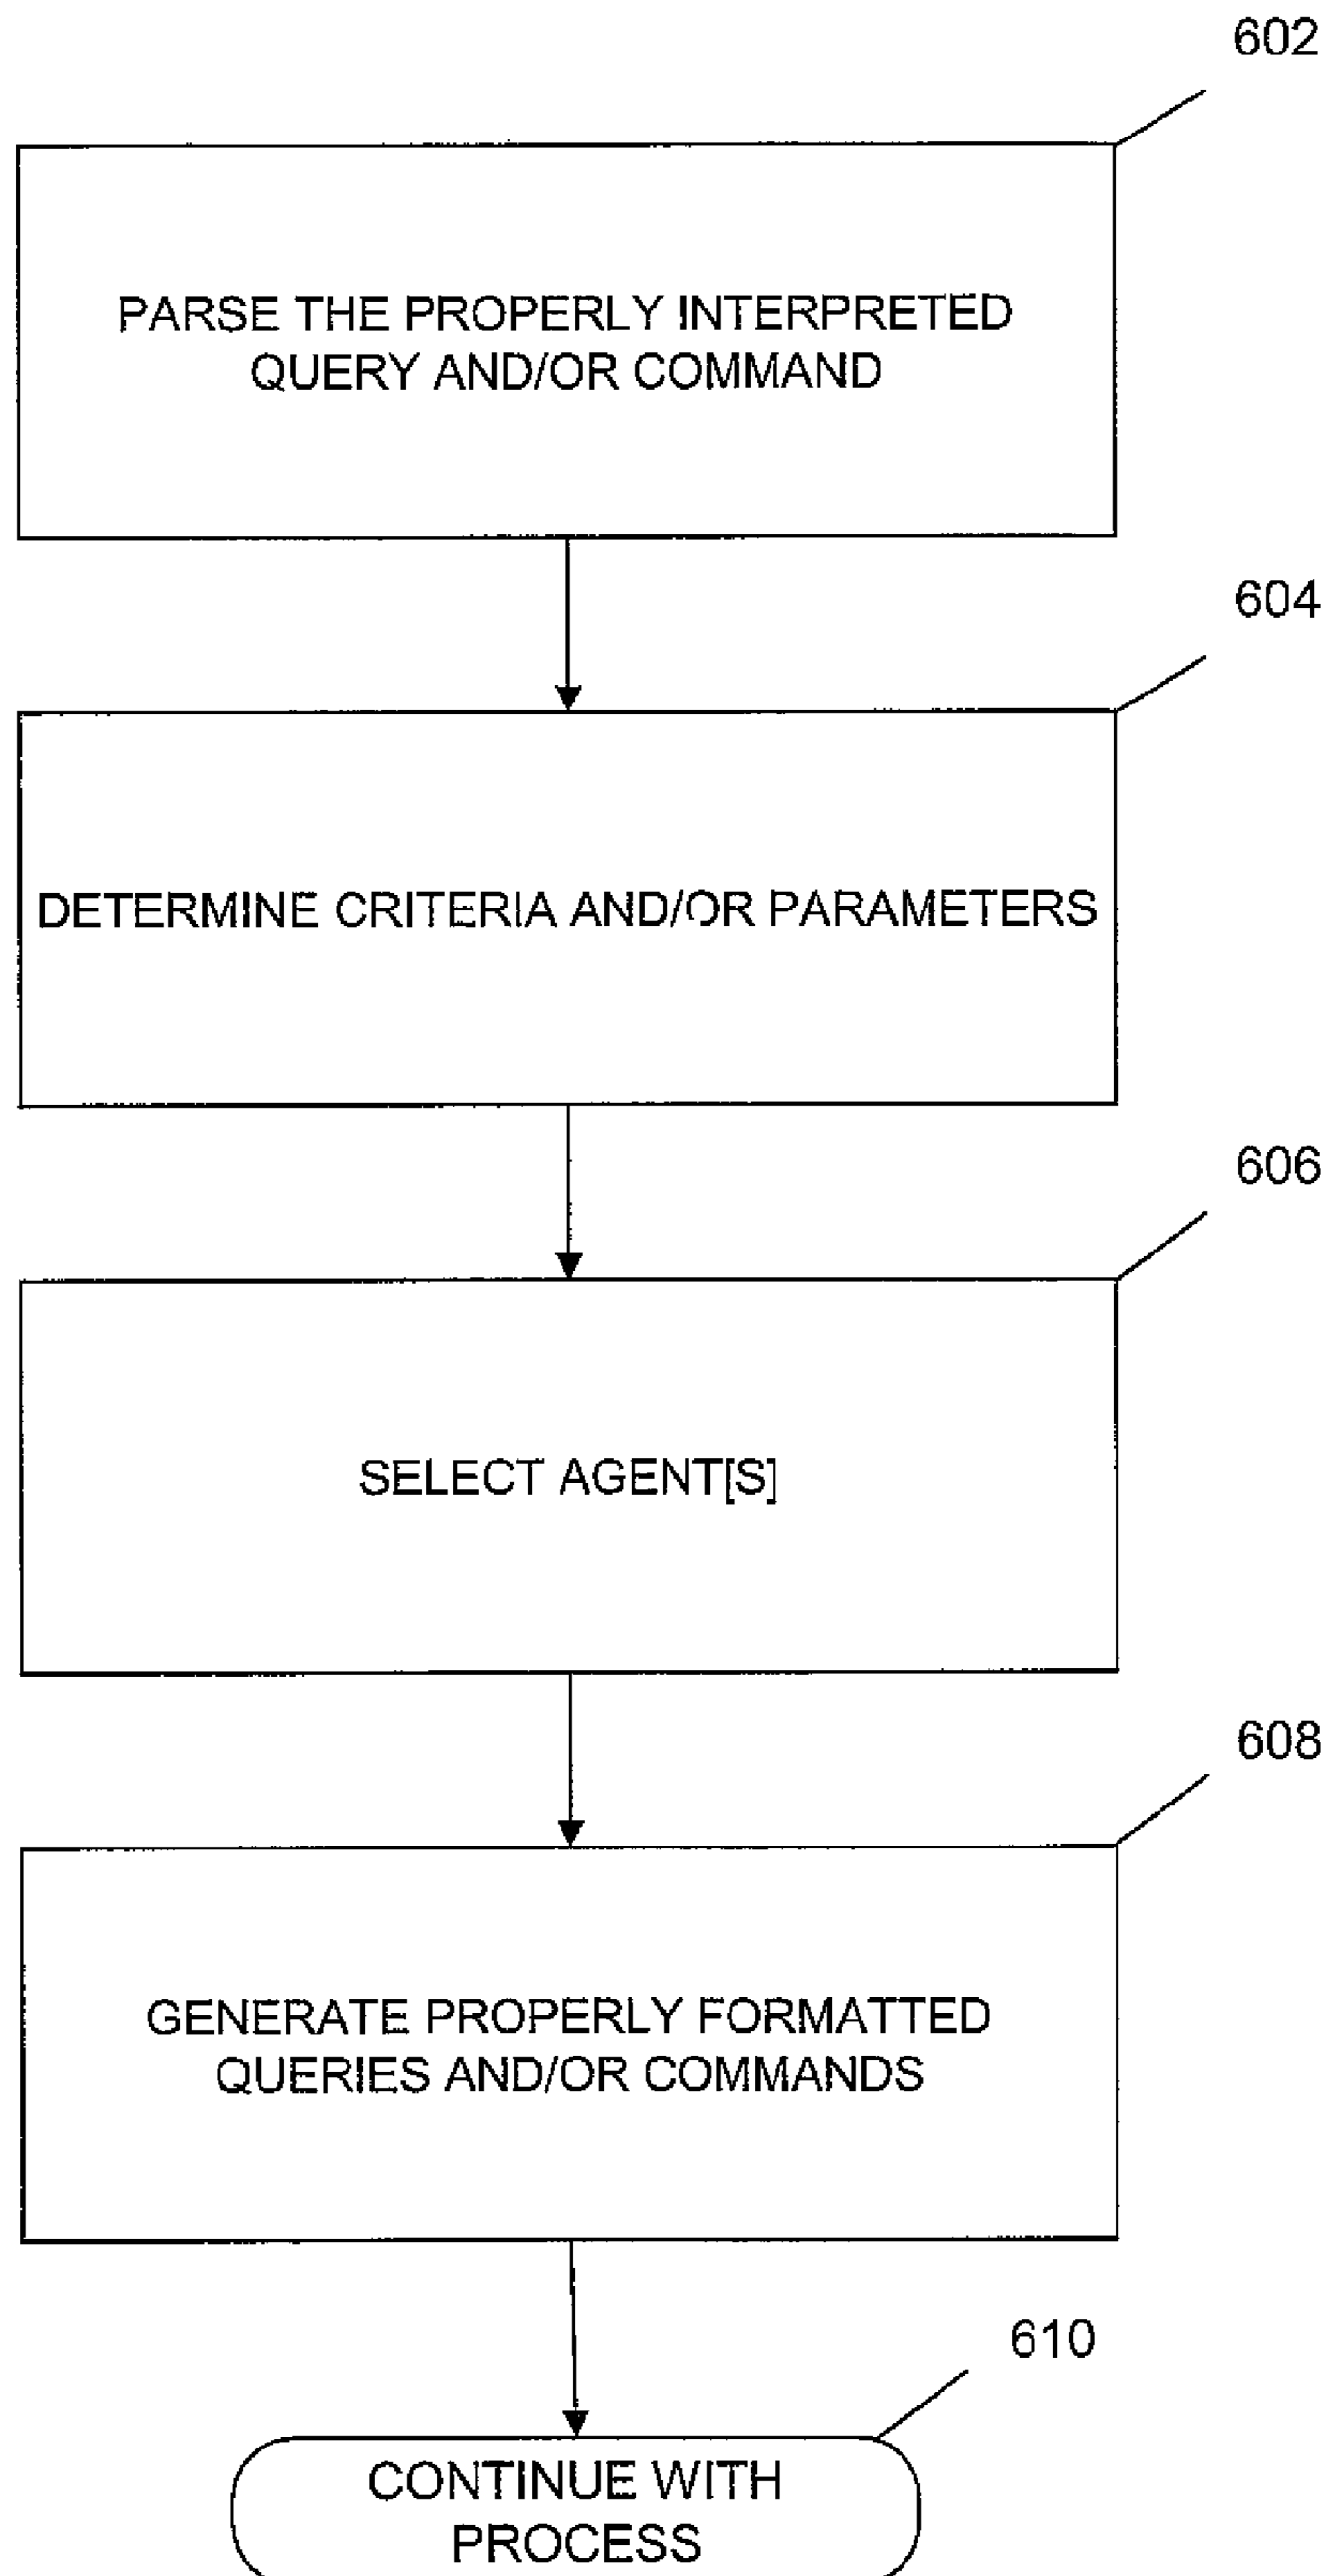 602
PARSE THE PROPERLY INTERPRETED
QUERY AND/OR COMMAND
604
DETERMINE CRITERIA AND/OR PARAMETERS
606
SELECT AGENT[S]
608
GENERATE PROPERLY FORMATTED
QUERIES AND/OR COMMANDS
610
CONTINUE WITH
PROCESS